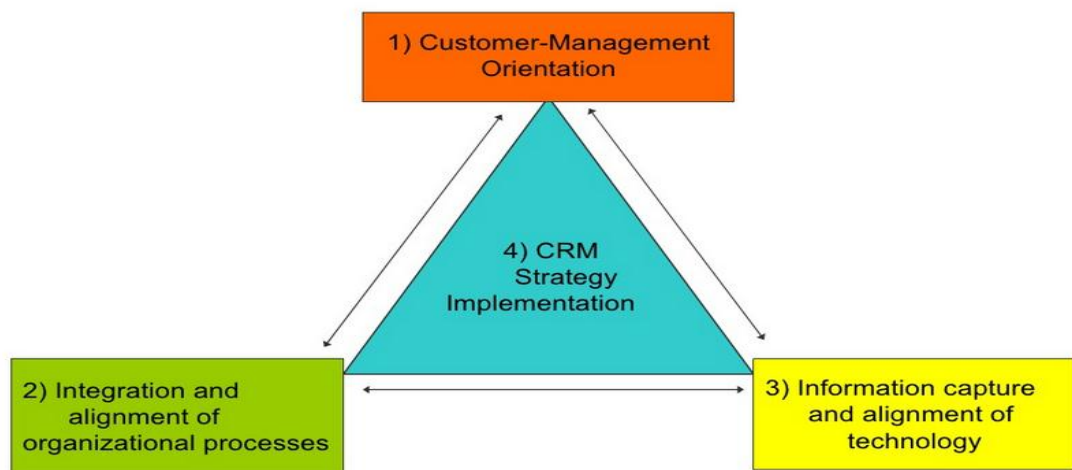 1) Customer-Management
Orientation
4) CRM
Strategy
Implementation
2) Integration and
alignment of
organizational processes
3) Information capture
and alignment of
technology